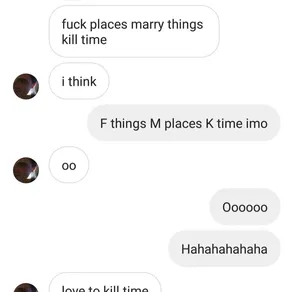 fuck places marry things
kill time
i think
F things M places K time imo
oo
Oooooo
Hahahahahaha
love to kill time